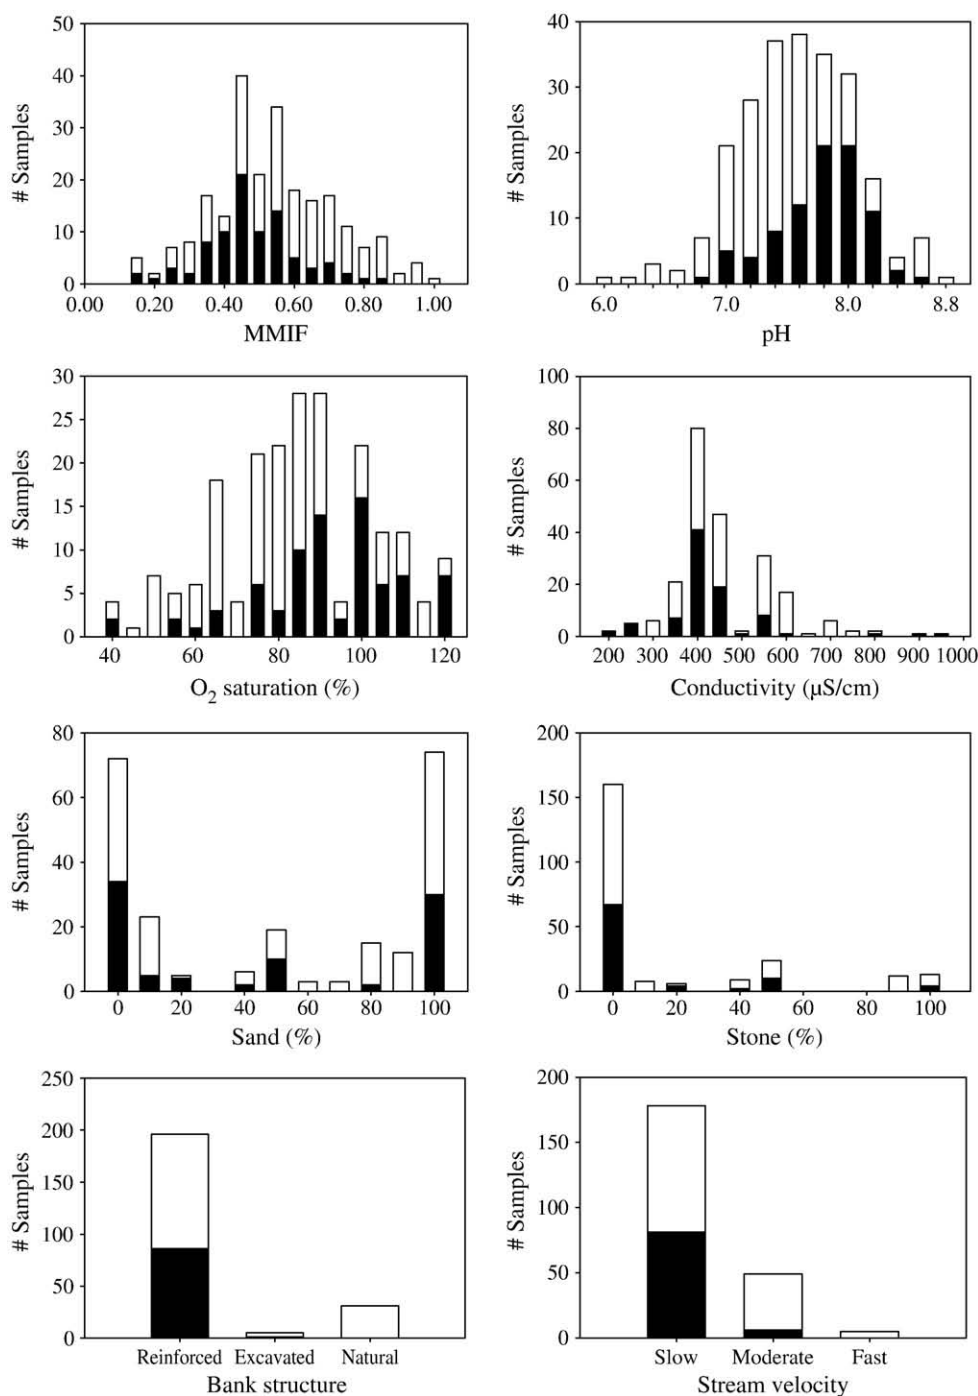 # Samples
50
40
30
20
10
0
0.00 0.20 0.40 0.60 0.80 1.00
MMIF
# Samples
40
30
20
10
0
6.0 7.0 8.0 8.8
pH
# Samples
30
25
20
15
10
5
0
40 60 80 100 120
O2 saturation (%)
# Samples
100
80
60
40
20
0
200 300 400 500 600 700 800 900 1000
Conductivity (µS/cm)
# Samples
80
60
40
20
0
0 20 40 60 80 100
Sand (%)
# Samples
200
150
100
50
0
0 20 40 60 80 100
Stone (%)
# Samples
250
200
150
100
50
0
Reinforced Excavated Natural
Bank structure
# Samples
200
150
100
50
0
Slow Moderate Fast
Stream velocity